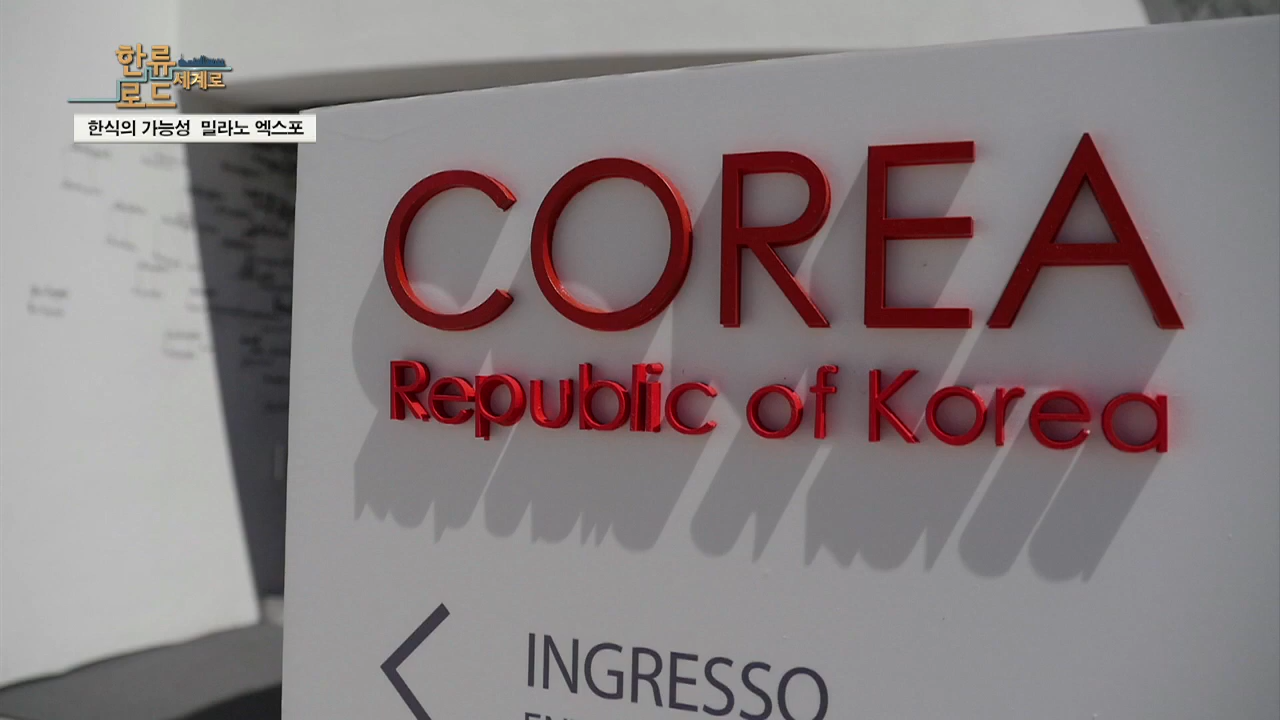 한류
로드 세계로
한식의 가능성 밀라노 엑스포
COREA
Republic of Korea
INGRESSO